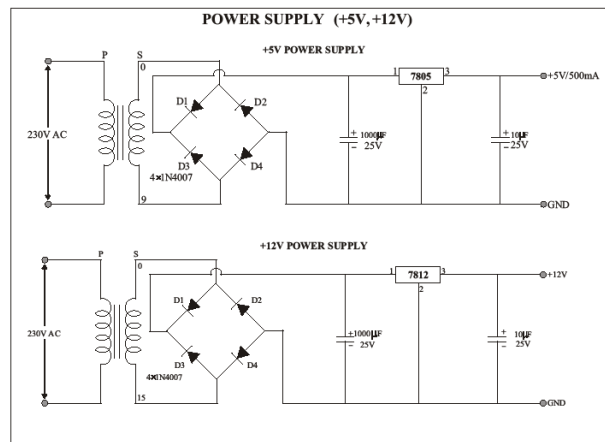 POWER SUPPLY (+5V, +12V)
+5V POWER SUPPLY
P S
0
1 7805 3
2
+5V/500mA
D1 D2
230V AC
+ 1000µF
− 25V
+ 10µF
− 25V
D3 D4
4×1N4007
9
GND
+12V POWER SUPPLY
P S
0
1 7812 3
2
+12V
D1 D2
230V AC
+1000µF
− 25V
+ 10µF
− 25V
D3 D4
4×1N4007
15
GND